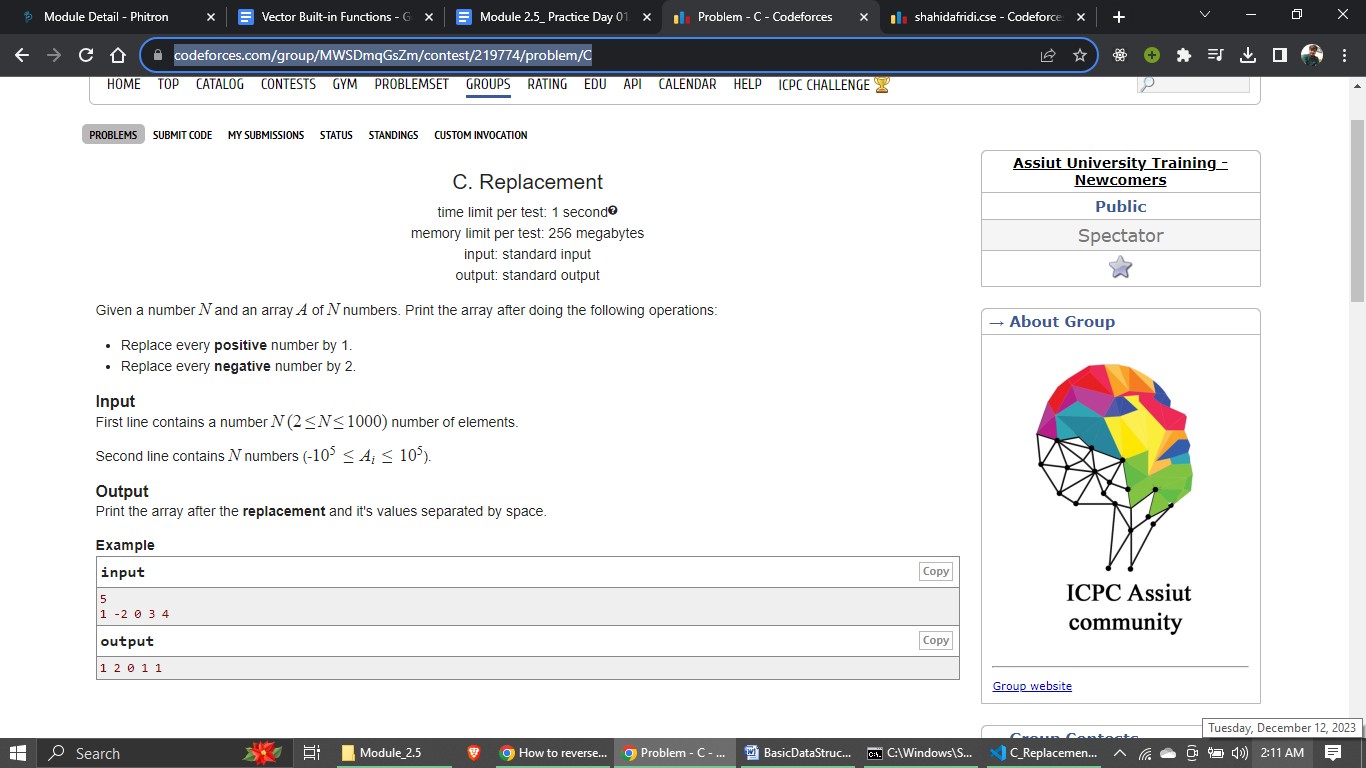 Module Detail - Phitron
Vector Built-in Functions - G
Module 2.5_ Practice Day 01
Problem - C - Codeforces
shahidafridi.cse - Codeforce
codeforces.com/group/MWSDmqGsZm/contest/219774/problem/C
HOME TOP CATALOG CONTESTS GYM PROBLEMSET GROUPS RATING EDU API CALENDAR HELP ICPC CHALLENGE
PROBLEMS SUBMIT CODE MY SUBMISSIONS STATUS STANDINGS CUSTOM INVOCATION
C. Replacement
time limit per test: 1 second
memory limit per test: 256 megabytes
input: standard input
output: standard output
Given a number N and an array A of N numbers. Print the array after doing the following operations:
• Replace every positive number by 1.
• Replace every negative number by 2.
Input
First line contains a number N (2 ≤ N ≤ 1000) number of elements.
Second line contains N numbers (-10⁵ ≤ Aᵢ ≤ 10⁵).
Output
Print the array after the replacement and it's values separated by space.
Example
input
Copy
5
1 -2 0 3 4
output
Copy
1 2 0 1 1
Assiut University Training -
Newcomers
Public
Spectator
→ About Group
ICPC Assiut
community
Group website
Group Contests
Tuesday, December 12, 2023
Search
Module_2.5
How to reverse...
Problem - C - ...
BasicDataStruc...
C:\Windows\S...
C_Replacemen...
2:11 AM